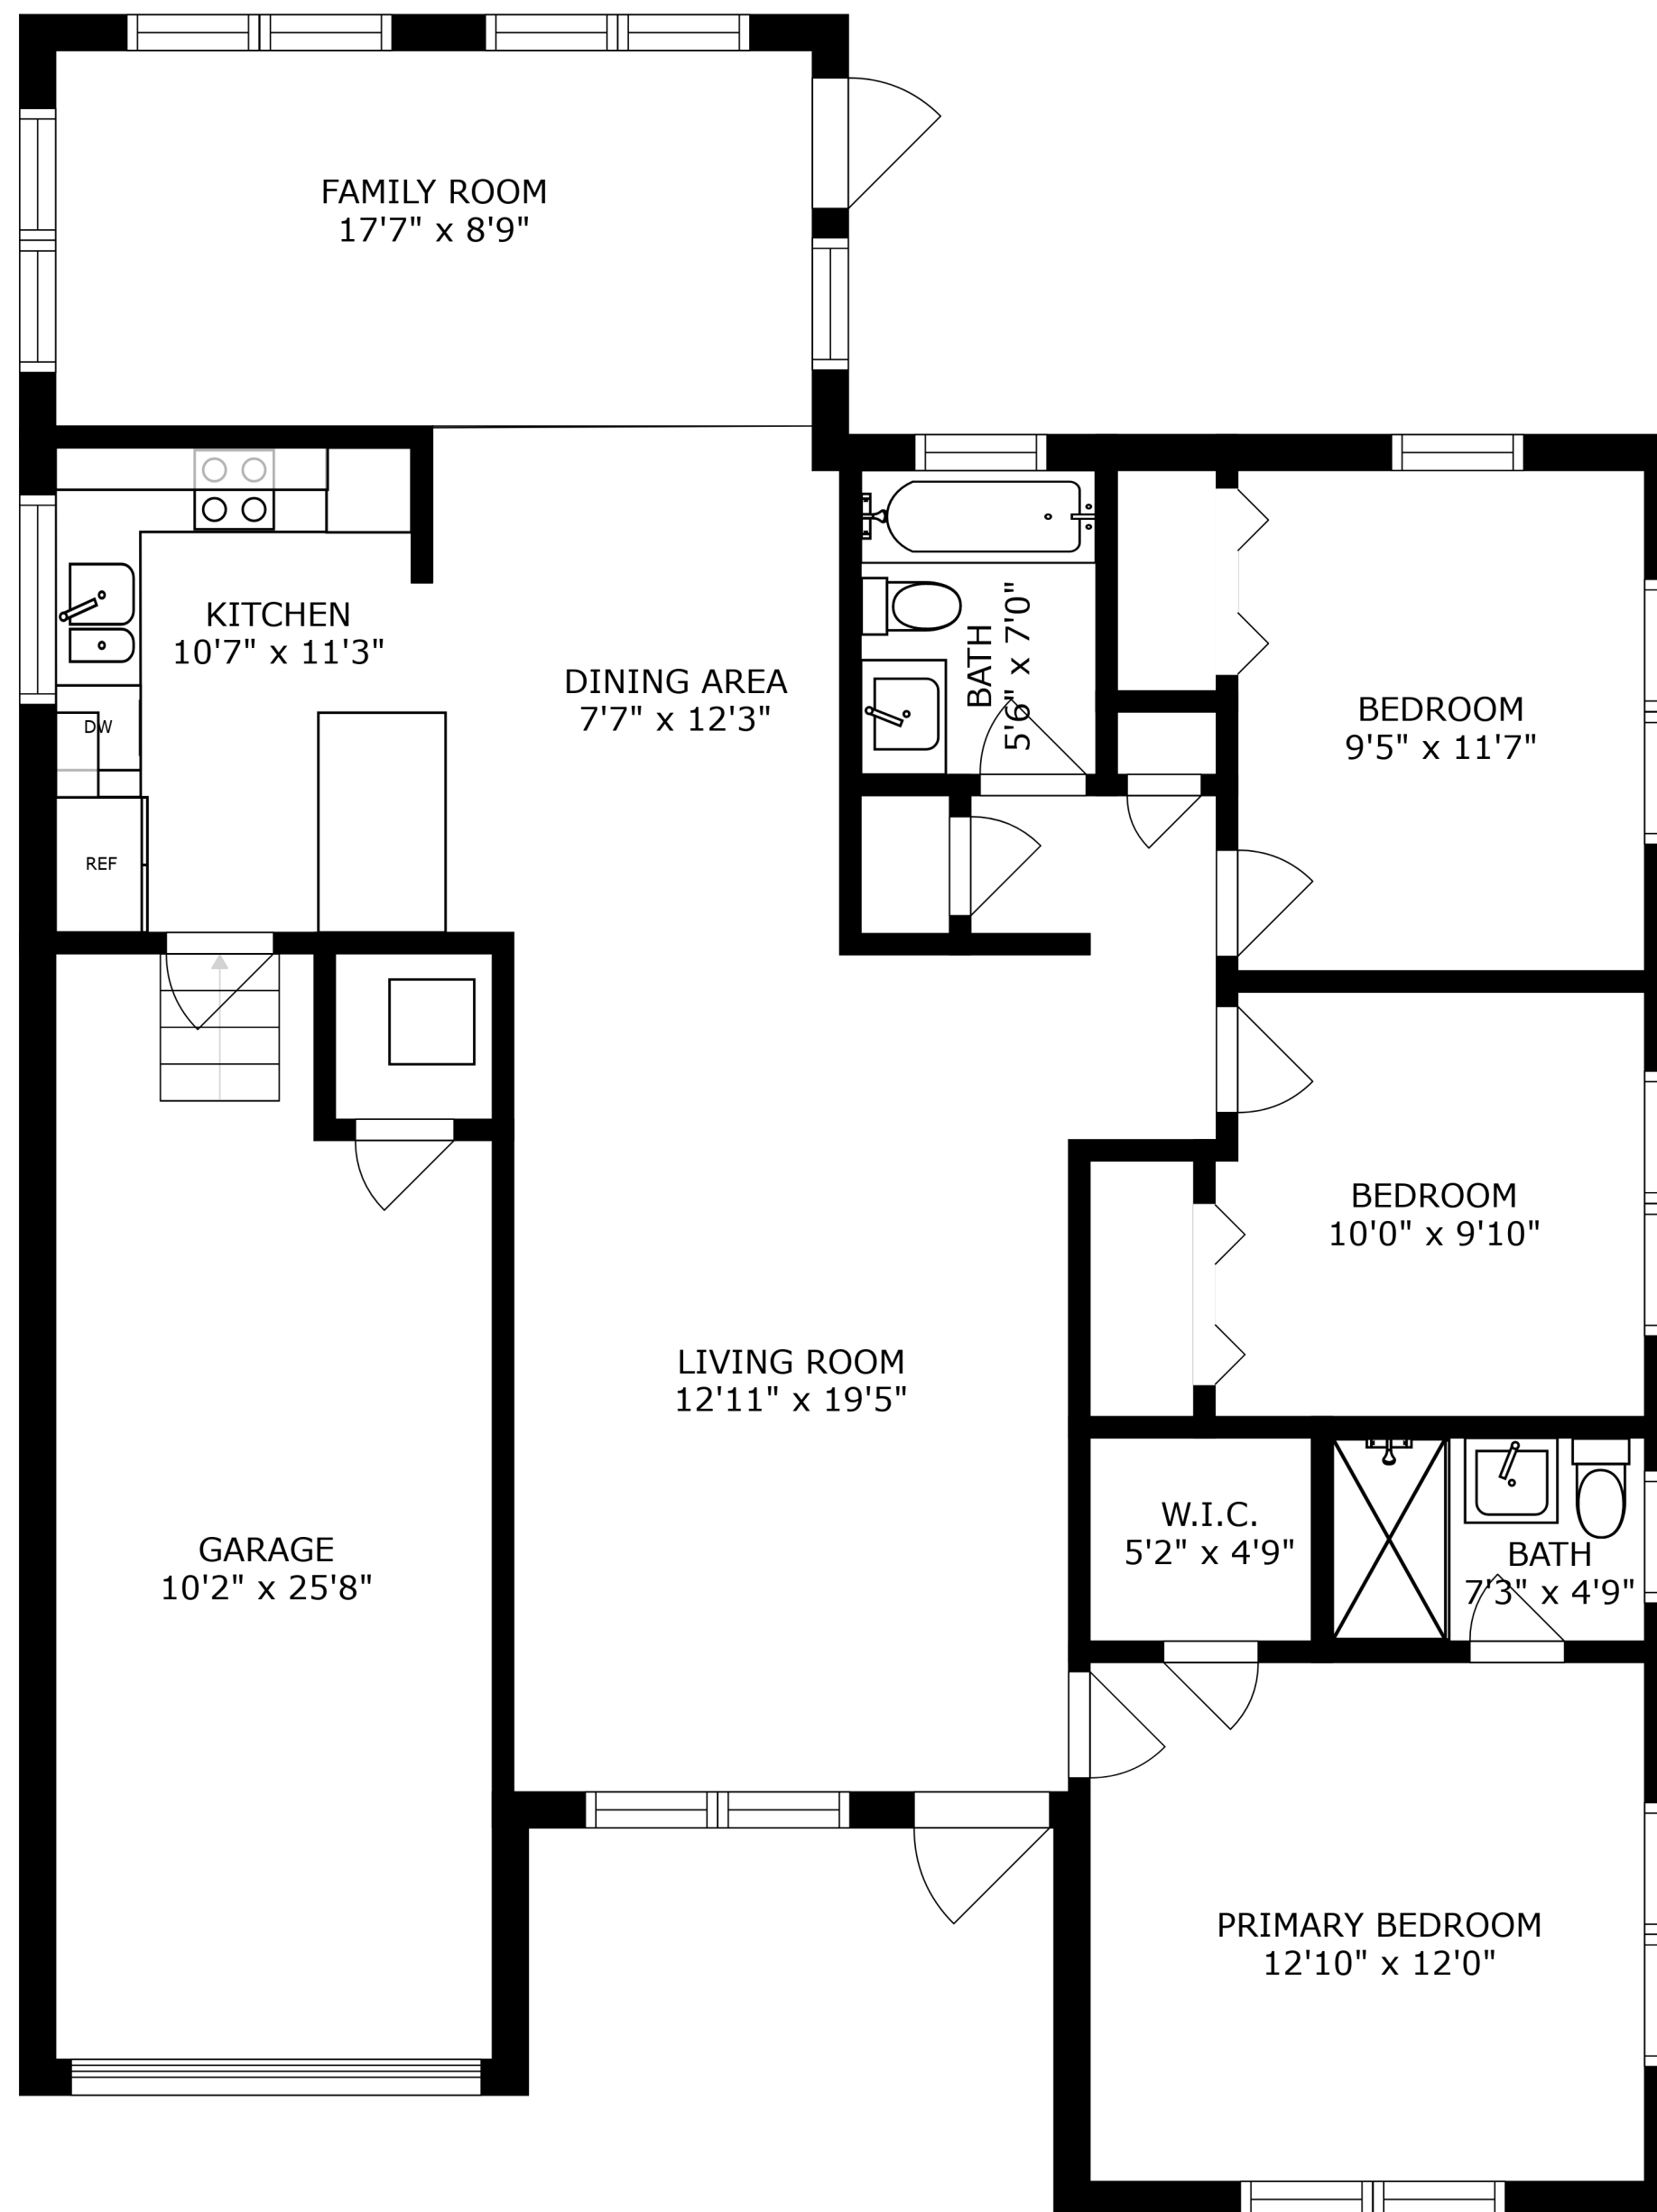 FAMILY ROOM
17'7" x 8'9"
KITCHEN
10'7" x 11'3"
DINING AREA
7'7" x 12'3"
BATH
5'6" x 7'0"
BEDROOM
9'5" x 11'7"
DW
REF
BEDROOM
10'0" x 9'10"
LIVING ROOM
12'11" x 19'5"
W.I.C.
5'2" x 4'9"
BATH
7'3" x 4'9"
GARAGE
10'2" x 25'8"
PRIMARY BEDROOM
12'10" x 12'0"